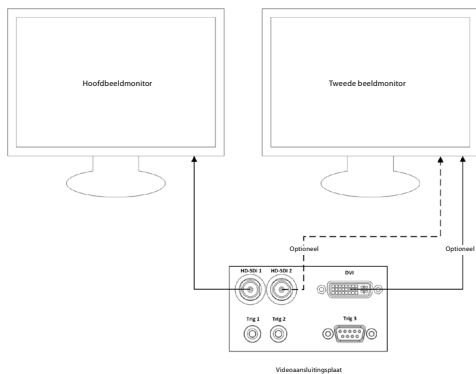 Hoofdbeeldmonitor
Tweede beeldmonitor
Optioneel
Optioneel
HD-SDI 1
HD-SDI 2
DVI
Trig 1
Trig 2
Trig 3
Videoaansluitingsplaat